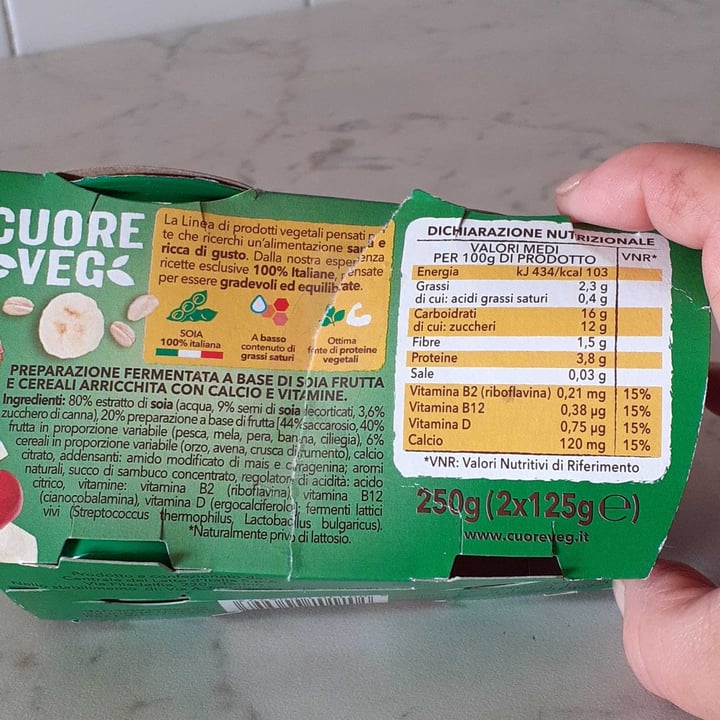 CUORE
VEG
La Linea di prodotti vegetali pensati
te che ricerchi un'alimentazione sana e
ricca di gusto. Dalla nostra esperienza
ricette esclusive 100% Italiane, pensate
per essere gradevoli ed equilibrate.
SOIA
100% italiana
A basso
contenuto di
grassi saturi
Ottima
fonte di proteine
vegetali
PREPARAZIONE FERMENTATA A BASE DI SOIA FRUTTA
E CEREALI ARRICCHITA CON CALCIO E VITAMINE.
Ingredienti: 80% estratto di soia (acqua, 9% semi di soia decorticati, 3,6%
zucchero di canna), 20% preparazione a base di frutta [44% saccarosio, 40%
frutta in proporzione variabile (pesca, mela, pera, banana, ciliegia), 6%
cereali in proporzione variabile (orzo, avena, crusca di frumento), calcio
citrato, addensanti: amido modificato di mais e carragenina; aromi
naturali, succo di sambuco concentrato, regolatori di acidità: acido
citrico, vitamine: vitamina B2 (riboflavina), vitamina B12
(cianocobalamina), vitamina D (ergocalciferolo), fermenti lattici
vivi (Streptococcus thermophilus, Lactobacillus bulgaricus).
*Naturalmente privo di lattosio.
DICHIARAZIONE NUTRIZIONALE
VALORI MEDI
PER 100g DI PRODOTTO VNR*
Energia kJ 434/kcal 103
Grassi 2,3 g
di cui: acidi grassi saturi 0,4 g
Carboidrati 16 g
di cui: zuccheri 12 g
Fibre 1,5 g
Proteine 3,8 g
Sale 0,03 g
Vitamina B2 (riboflavina) 0,21 mg 15%
Vitamina B12 0,38 µg 15%
Vitamina D 0,75 µg 15%
Calcio 120 mg 15%
*VNR: Valori Nutritivi di Riferimento
250g (2x125g ℮)
www.cuoreveg.it
Prodotto e confezionato